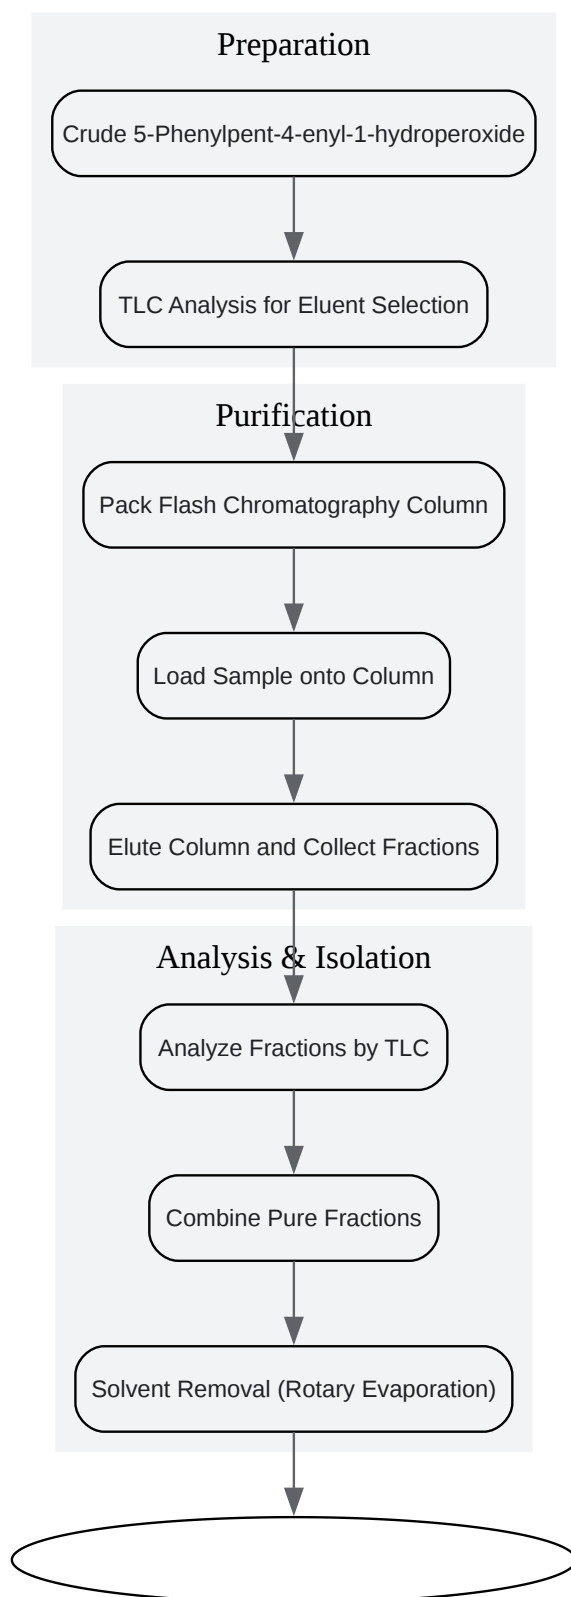 Preparation
Crude 5-Phenylpent-4-enyl-1-hydroperoxide
TLC Analysis for Eluent Selection
Purification
Pack Flash Chromatography Column
Load Sample onto Column
Elute Column and Collect Fractions
Analysis & Isolation
Analyze Fractions by TLC
Combine Pure Fractions
Solvent Removal (Rotary Evaporation)